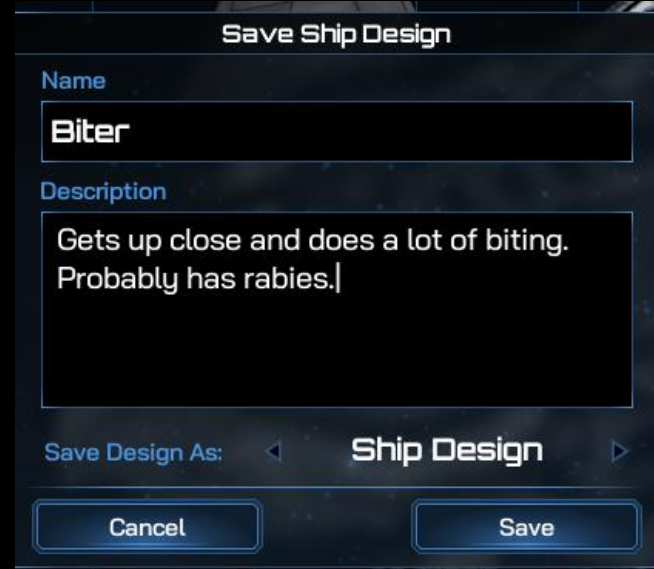 Save Ship Design
Name
Biter
Description
Gets up close and does a lot of biting.
Probably has rabies.
Save Design As: Ship Design
Cancel Save